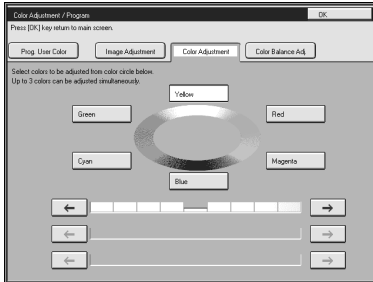 Color Adjustment / Program
OK
Press [OK] key return to main screen.
Prog. User Color
Image Adjustment
Color Adjustment
Color Balance Adj.
Select colors to be adjusted from color circle below.
Up to 3 colors can be adjusted simultaneously.
Yellow
Green
Red
Cyan
Magenta
Blue